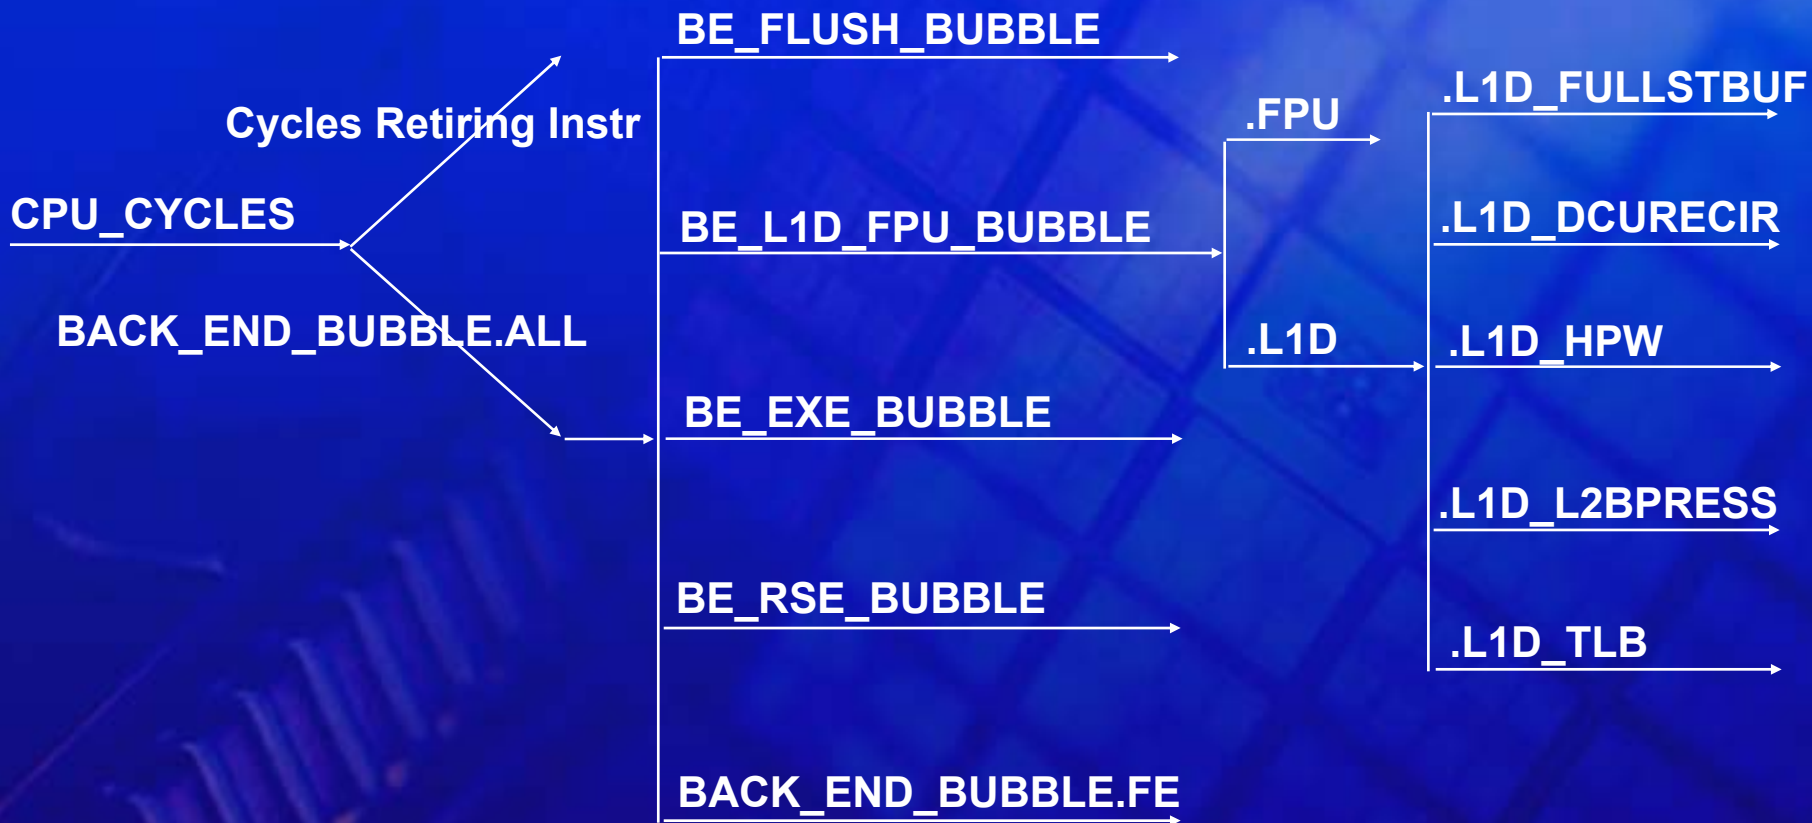 BE_FLUSH_BUBBLE
.L1D_FULLSTBUF
Cycles Retiring Instr
.FPU
CPU_CYCLES
BE_L1D_FPU_BUBBLE
.L1D_DCURECIR
BACK_END_BUBBLE.ALL
.L1D
.L1D_HPW
BE_EXE_BUBBLE
.L1D_L2BPRESS
BE_RSE_BUBBLE
.L1D_TLB
BACK_END_BUBBLE.FE